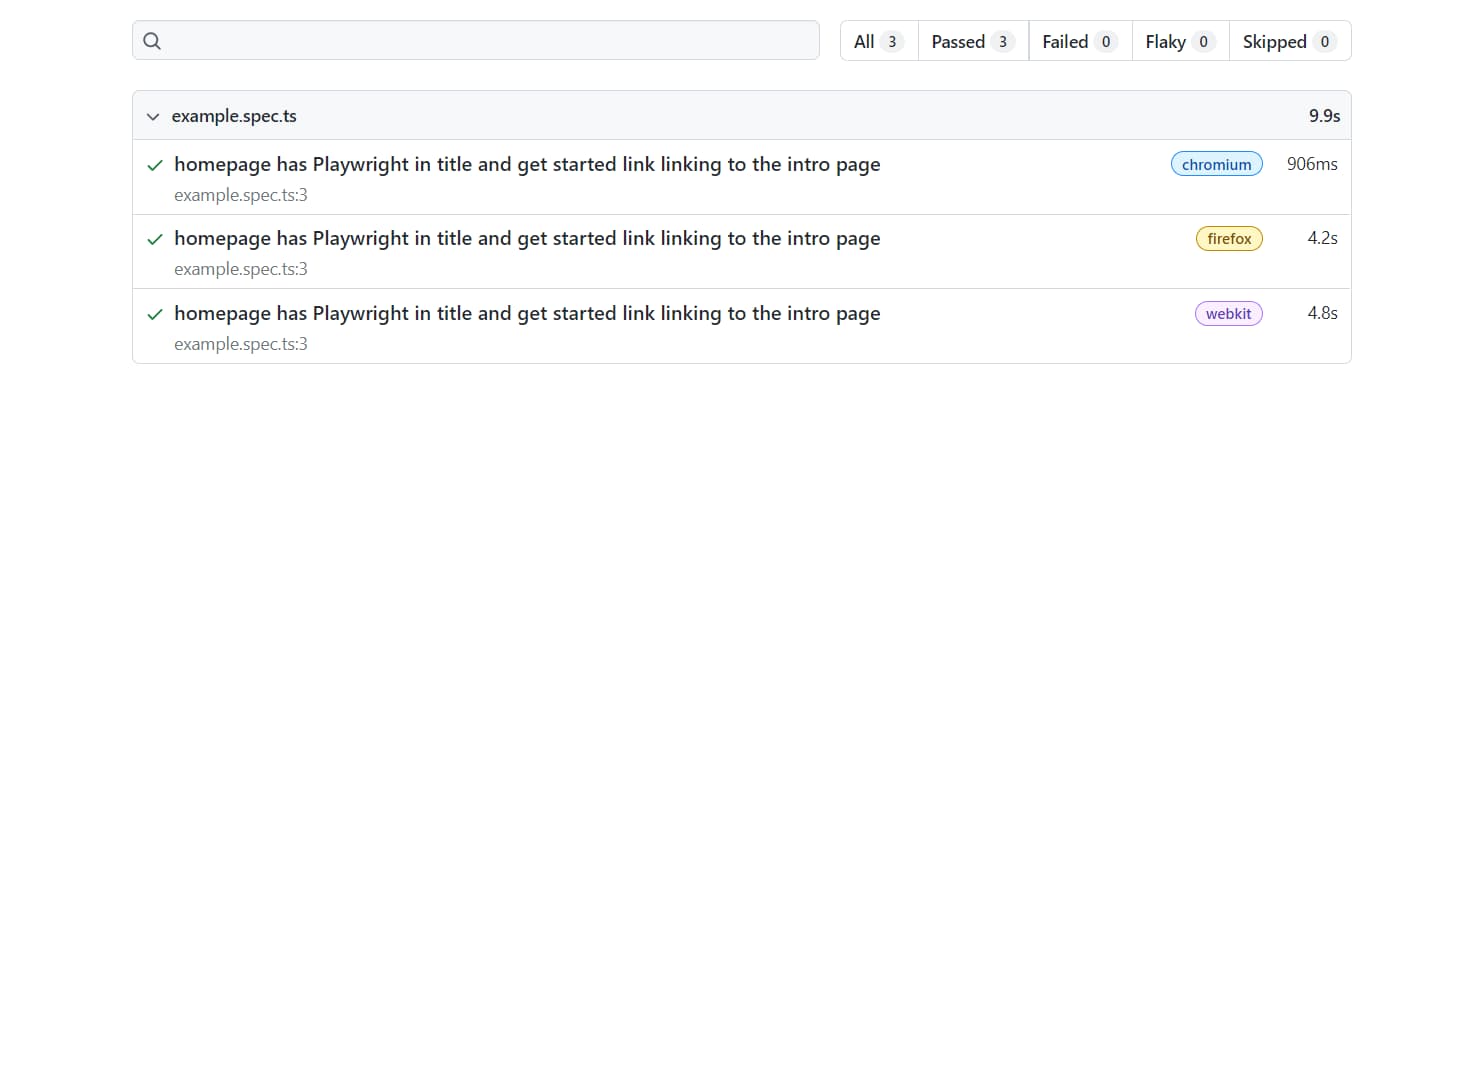 All 3 Passed 3 Failed 0 Flaky 0 Skipped 0
example.spec.ts 9.9s
homepage has Playwright in title and get started link linking to the intro page chromium 906ms
example.spec.ts:3
homepage has Playwright in title and get started link linking to the intro page firefox 4.2s
example.spec.ts:3
homepage has Playwright in title and get started link linking to the intro page webkit 4.8s
example.spec.ts:3